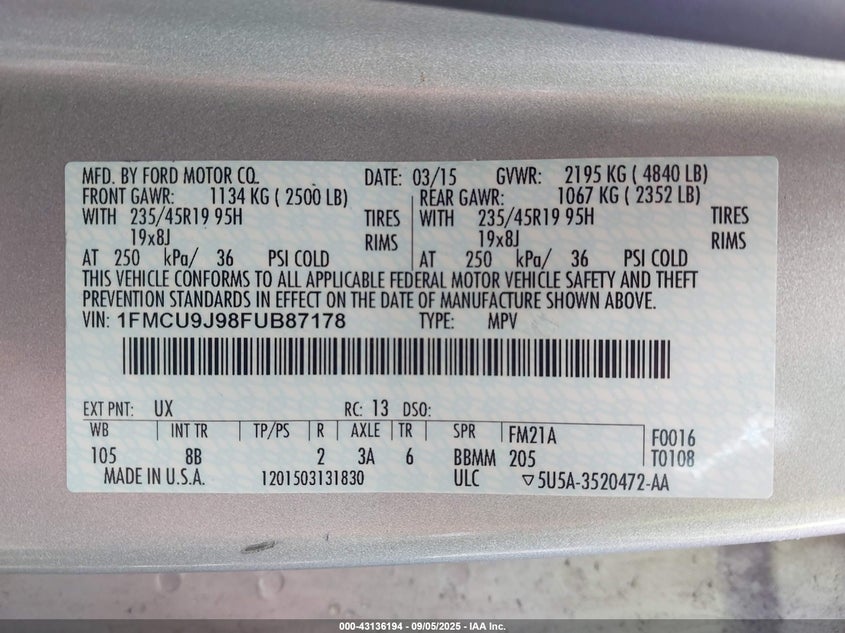 MFD. BY FORD MOTOR CO. DATE: 03/15 GVWR: 2195 KG ( 4840 LB)
FRONT GAWR: 1134 KG ( 2500 LB) REAR GAWR: 1067 KG ( 2352 LB)
WITH 235/45R19 95H TIRES WITH 235/45R19 95H TIRES
19x8J RIMS 19x8J RIMS
AT 250 kPa/ 36 PSI COLD AT 250 kPa/ 36 PSI COLD
THIS VEHICLE CONFORMS TO ALL APPLICABLE FEDERAL MOTOR VEHICLE SAFETY AND THEFT
PREVENTION STANDARDS IN EFFECT ON THE DATE OF MANUFACTURE SHOWN ABOVE.
VIN: 1FMCU9J98FUB87178 TYPE: MPV
EXT PNT: UX RC: 13 DSO:
WB INT TR TP/PS R AXLE TR SPR FM21A F0016
105 8B 2 3A 6 BBMM 205 T0108
MADE IN U.S.A. 1201503131830 ULC ▽5U5A-3520472-AA
000-43136194 - 09/05/2025 - IAA Inc.